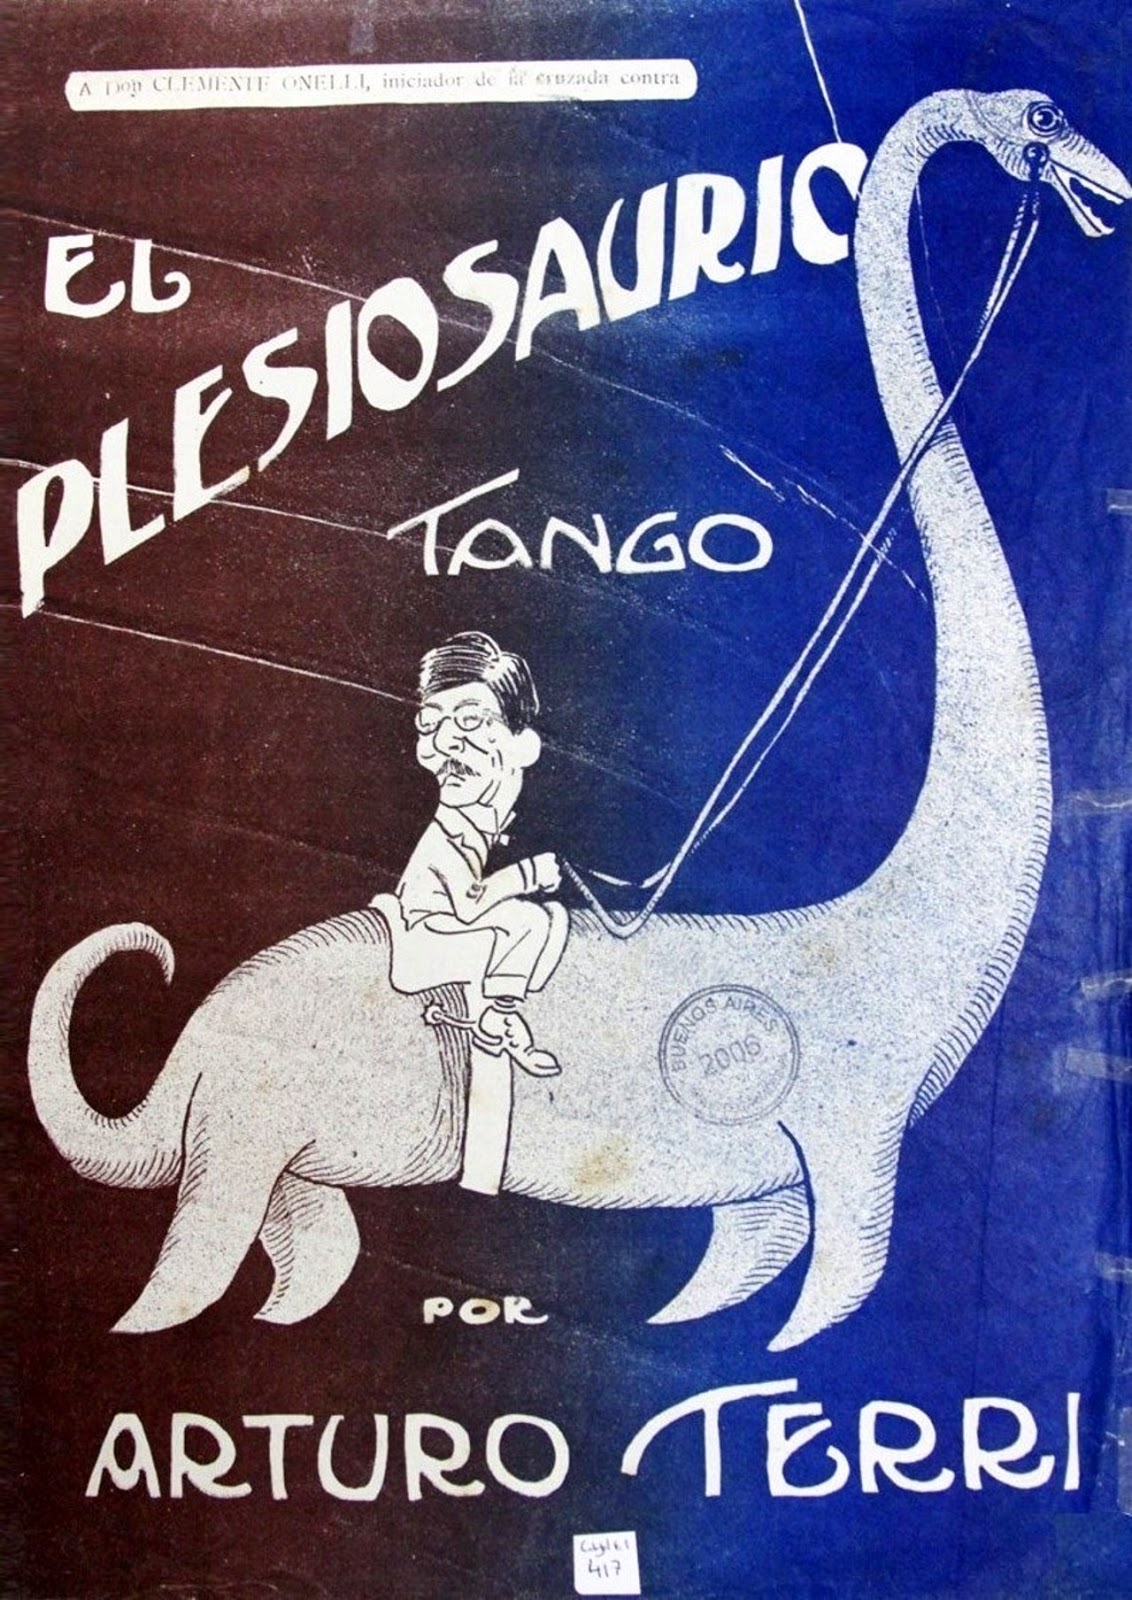 A Don CLEMENTE ONELLI, iniciador de la cruzada contra
EL
PLESIOSAURIO
TANGO
BUENOS AIRES
2006
POR
ARTURO TERRI
417